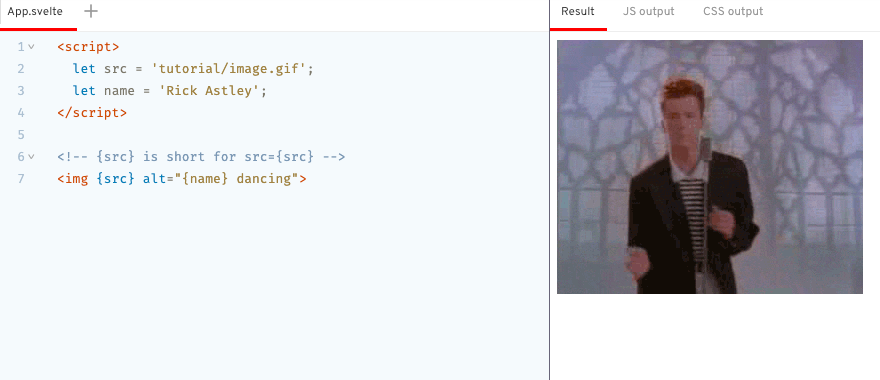 App.svelte +
Result JS output CSS output
1 <script>
2   let src = 'tutorial/image.gif';
3   let name = 'Rick Astley';
4 </script>
5
6 <!-- {src} is short for src={src} -->
7 <img {src} alt="{name} dancing">